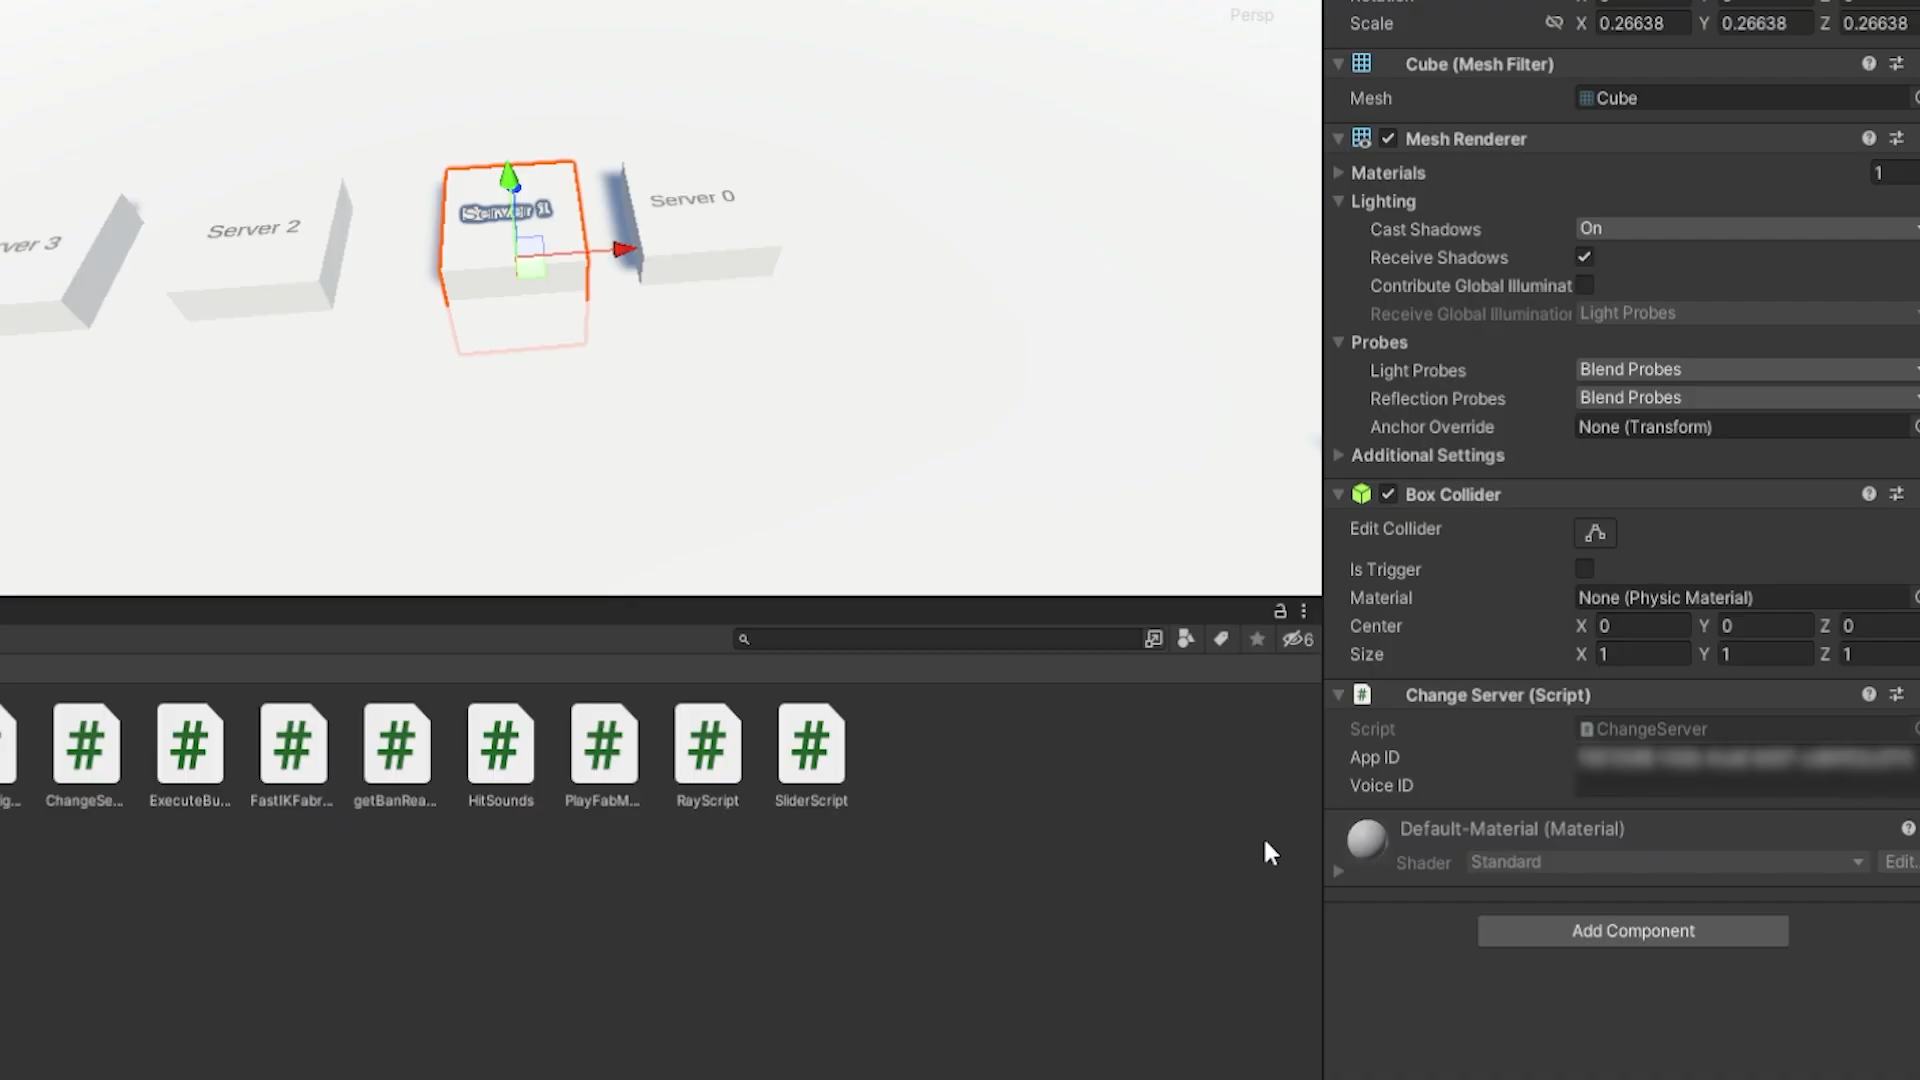 Persp
Scale X 0.26638 Y 0.26638 Z 0.26638
Cube (Mesh Filter)
Mesh Cube
Mesh Renderer
Materials 1
Lighting
Cast Shadows On
Receive Shadows
Contribute Global Illuminat
Receive Global Illumination Light Probes
Probes
Light Probes Blend Probes
Reflection Probes Blend Probes
Anchor Override None (Transform)
Additional Settings
Box Collider
Edit Collider
Is Trigger
Material None (Physic Material)
Center X 0 Y 0 Z 0
Size X 1 Y 1 Z 1
Change Server (Script)
Script ChangeServer
App ID
Voice ID
Default-Material (Material)
Shader Standard Edit...
Add Component
ver 3
Server 2
Server 1
Server 0
6
ig...
# ChangeSe...
# ExecuteBu...
# FastIKFabr...
# getBanRea...
# HitSounds
# PlayFabM...
# RayScript
# SliderScript